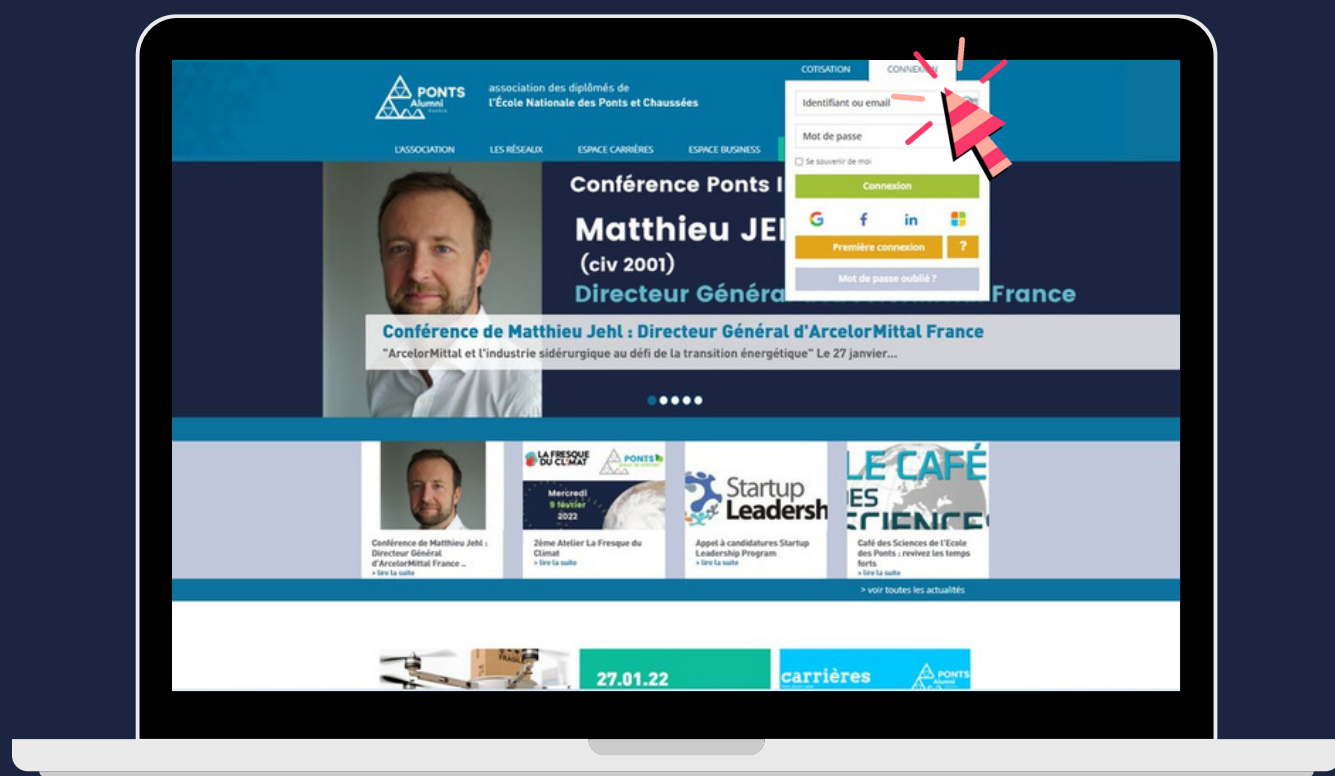 PONTS
Alumni
association des diplômés de
l'École Nationale des Ponts et Chaussées
COTISATION
CONNEXION
Identifiant ou email
Mot de passe
Se souvenir de moi
Connexion
G f in
Première connexion
?
Mot de passe oublié ?
L'ASSOCIATION
LES RÉSEAUX
ESPACE CARRIÈRES
ESPACE BUSINESS
Conférence Ponts
Matthieu JE
(civ 2001)
Directeur Généra
France
Conférence de Matthieu Jehl : Directeur Général d'ArcelorMittal France
"ArcelorMittal et l'industrie sidérurgique au défi de la transition énergétique" Le 27 janvier...
Conférence de Matthieu Jehl :
Directeur Général
d'ArcelorMittal France ..
> lire la suite
LA FRESQUE
DU CLIMAT
PONTS
Mercredi
9 février
2022
2ème Atelier La Fresque du
Climat
> lire la suite
Startup
Leadersh
Appel à candidatures Startup
Leadership Program
> lire la suite
LE CAFÉ
DES
SCIENCES
Café des Sciences de l'Ecole
des Ponts : revivez les temps
forts
> lire la suite
> voir toutes les actualités
FRAGILE
27.01.22
carrières
PONTS
Alumni